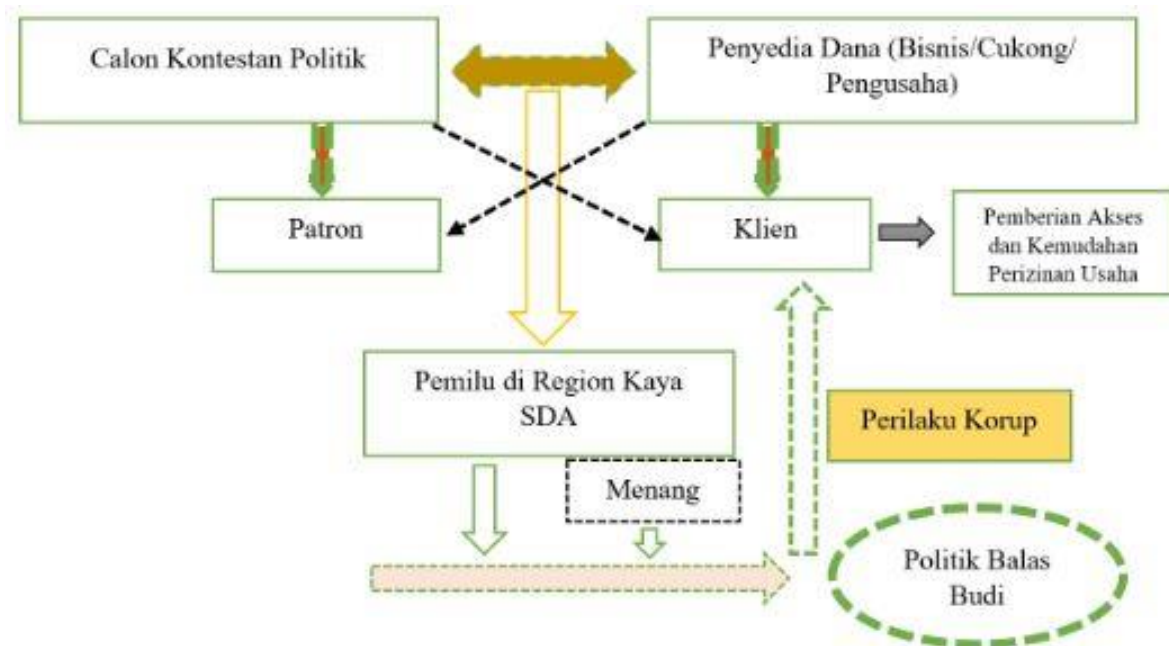 Calon Kontestan Politik
Penyedia Dana (Bisnis/Cukong/
Pengusaha)
Patron
Klien
Pemberian Akses
dan Kemudahan
Perizinan Usaha
Pemilu di Region Kaya
SDA
Perilaku Korup
Menang
Politik Balas
Budi